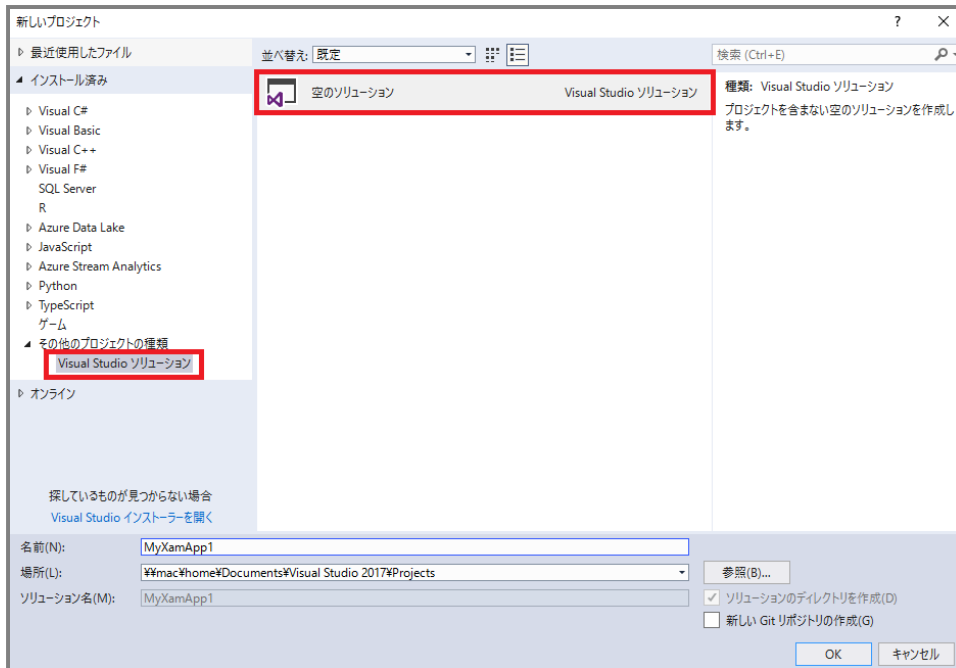 新しいプロジェクト
? ×
最近使用したファイル
インストール済み
Visual C#
Visual Basic
Visual C++
Visual F#
SQL Server
R
Azure Data Lake
JavaScript
Azure Stream Analytics
Python
TypeScript
ゲーム
その他のプロジェクトの種類
Visual Studio ソリューション
オンライン
探しているものが見つからない場合
Visual Studio インストーラーを開く
並べ替え: 既定
空のソリューション Visual Studio ソリューション
検索 (Ctrl+E)
種類: Visual Studio ソリューション
プロジェクトを含まない空のソリューションを作成し
ます。
名前(N): MyXamApp1
場所(L): ¥¥mac¥home¥Documents¥Visual Studio 2017¥Projects 参照(B)...
ソリューション名(M): MyXamApp1 ソリューションのディレクトリを作成(D)
新しい Git リポジトリの作成(G)
OK キャンセル